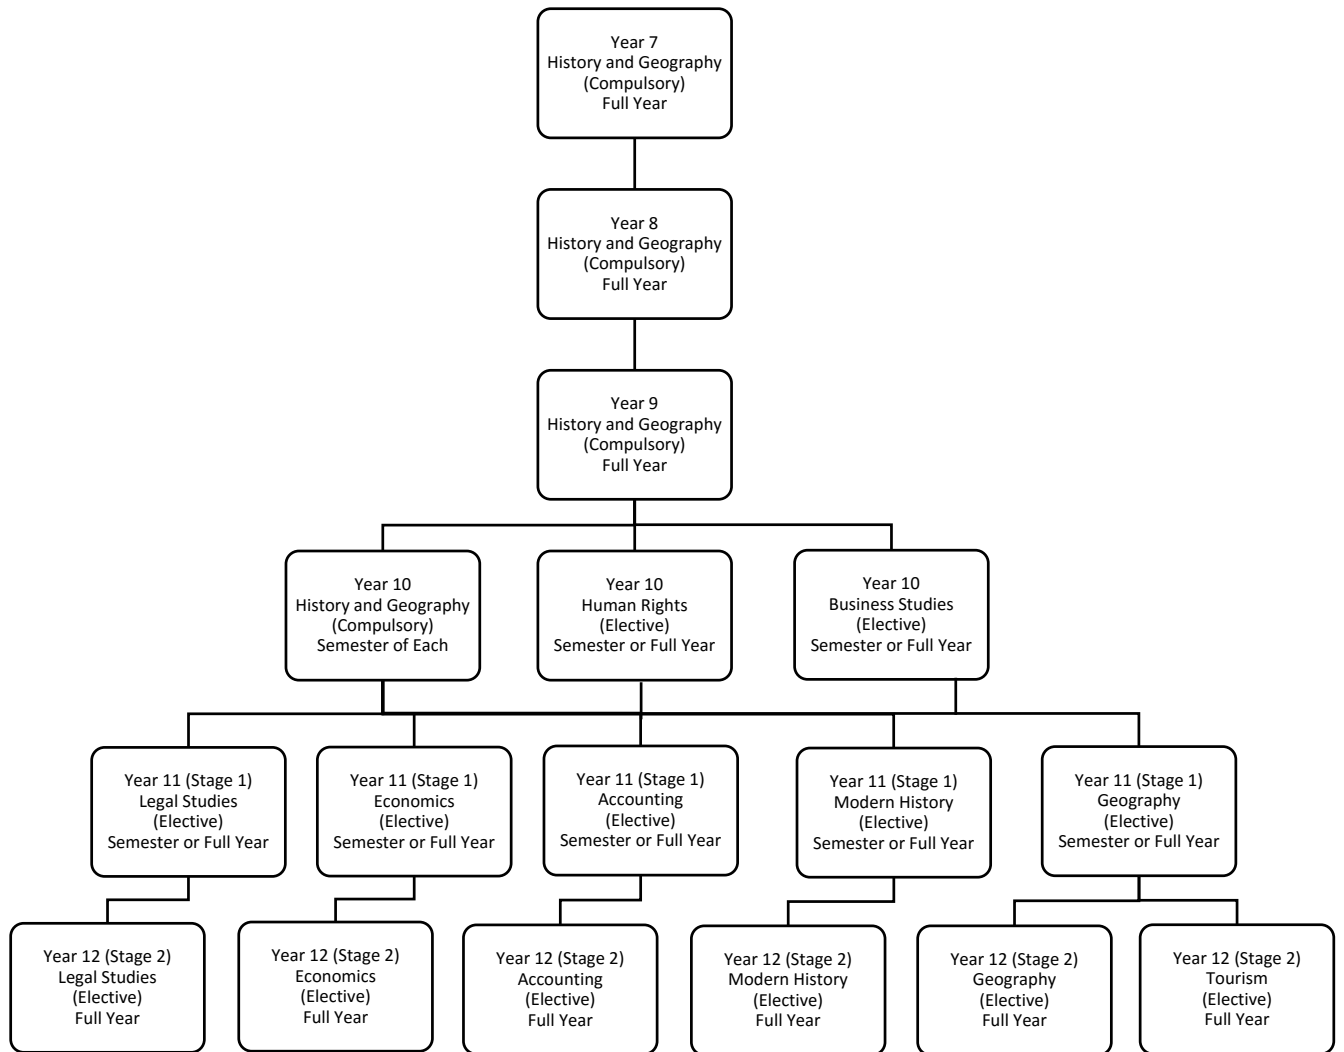 Year 7
History and Geography
(Compulsory)
Full Year
Year 8
History and Geography
(Compulsory)
Full Year
Year 9
History and Geography
(Compulsory)
Full Year
Year 10
History and Geography
(Compulsory)
Semester of Each
Year 10
Human Rights
(Elective)
Semester or Full Year
Year 10
Business Studies
(Elective)
Semester or Full Year
Year 11 (Stage 1)
Legal Studies
(Elective)
Semester or Full Year
Year 11 (Stage 1)
Economics
(Elective)
Semester or Full Year
Year 11 (Stage 1)
Accounting
(Elective)
Semester or Full Year
Year 11 (Stage 1)
Modern History
(Elective)
Semester or Full Year
Year 11 (Stage 1)
Geography
(Elective)
Semester or Full Year
Year 12 (Stage 2)
Legal Studies
(Elective)
Full Year
Year 12 (Stage 2)
Economics
(Elective)
Full Year
Year 12 (Stage 2)
Accounting
(Elective)
Full Year
Year 12 (Stage 2)
Modern History
(Elective)
Full Year
Year 12 (Stage 2)
Geography
(Elective)
Full Year
Year 12 (Stage 2)
Tourism
(Elective)
Full Year